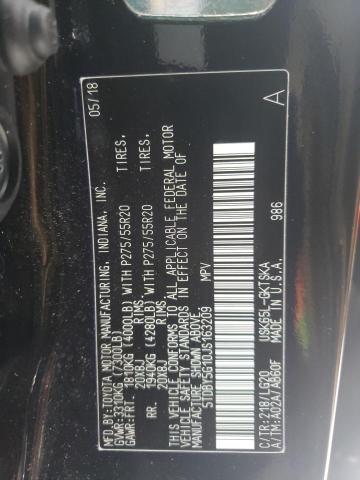 MFD.BY:TOYOTA MOTOR MANUFACTURING, INDIANA, INC. 05/18
GVWR:3310KG(7300LB)
GAWR:FRT. 1810KG (4000LB) WITH P275/55R20 TIRES,
20X8J RIMS
RR. 1940KG (4280LB) WITH P275/55R20 TIRES,
20X8J RIMS
THIS VEHICLE CONFORMS TO ALL APPLICABLE FEDERAL MOTOR
VEHICLE SAFETY STANDARDS IN EFFECT ON THE DATE OF
MANUFACTURE SHOWN ABOVE.
5TDBY5G10JS163209 MPV
986 A
C/TR:218/LG20 USK65L-GKTSKA
A/TR:A02A/AB60F MADE IN U.S.A.